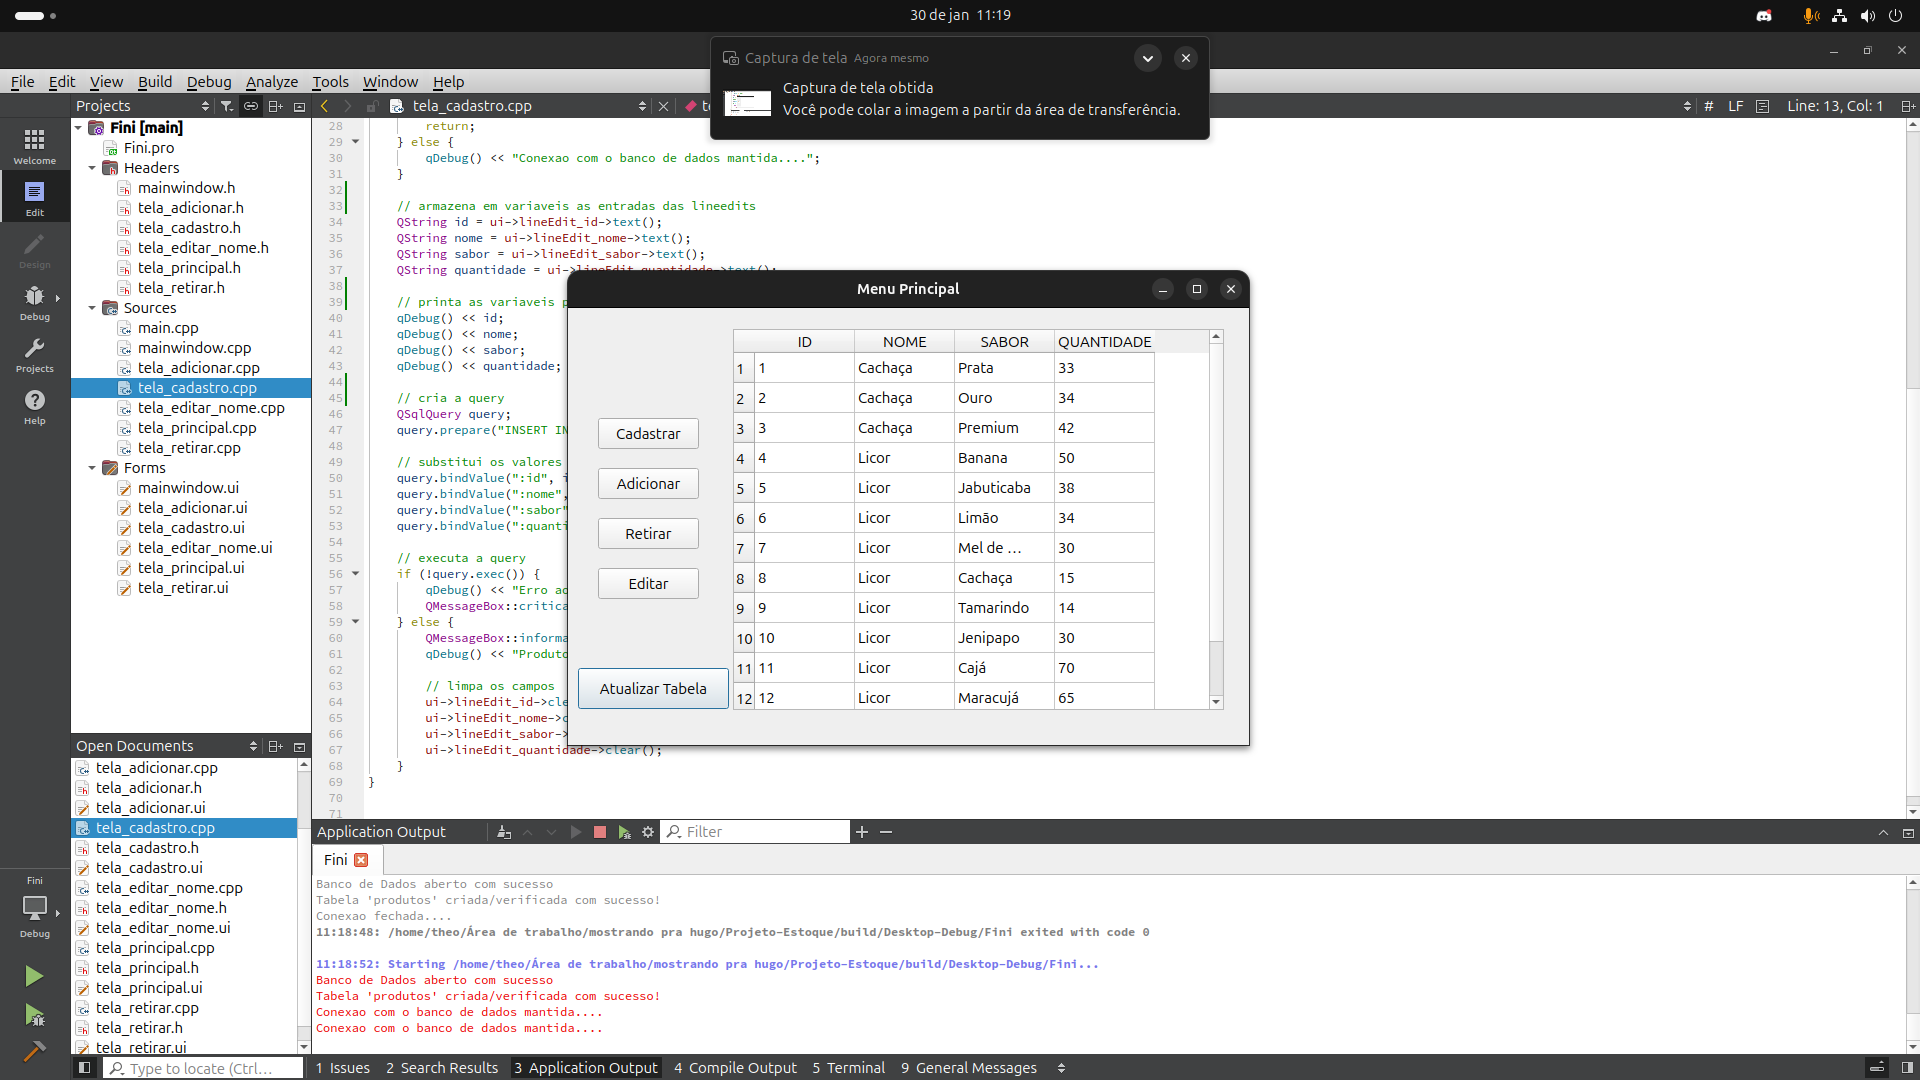 30 de jan 11:19
Captura de tela Agora mesmo
Captura de tela obtida
Você pode colar a imagem a partir da área de transferência.
File Edit View Build Debug Analyze Tools Window Help
Projects
tela_cadastro.cpp
# LF Line: 13, Col: 1
Welcome
Edit
Design
Debug
Projects
Help
Fini
Debug
Fini [main]
Fini.pro
Headers
mainwindow.h
tela_adicionar.h
tela_cadastro.h
tela_editar_nome.h
tela_principal.h
tela_retirar.h
Sources
main.cpp
mainwindow.cpp
tela_adicionar.cpp
tela_cadastro.cpp
tela_editar_nome.cpp
tela_principal.cpp
tela_retirar.cpp
Forms
mainwindow.ui
tela_adicionar.ui
tela_cadastro.ui
tela_editar_nome.ui
tela_principal.ui
tela_retirar.ui
Open Documents
tela_adicionar.cpp
tela_adicionar.h
tela_adicionar.ui
tela_cadastro.cpp
tela_cadastro.h
tela_cadastro.ui
tela_editar_nome.cpp
tela_editar_nome.h
tela_editar_nome.ui
tela_principal.cpp
tela_principal.h
tela_principal.ui
tela_retirar.cpp
tela_retirar.h
tela_retirar.ui
28 return;
29 } else {
30 qDebug() << "Conexao com o banco de dados mantida....";
31 }
32
33 // armazena em variaveis as entradas das lineedits
34 QString id = ui->lineEdit_id->text();
35 QString nome = ui->lineEdit_nome->text();
36 QString sabor = ui->lineEdit_sabor->text();
37 QString quantidade = ui->lineEdit_quantidade->text();
38
39 // printa as variaveis p
40 qDebug() << id;
41 qDebug() << nome;
42 qDebug() << sabor;
43 qDebug() << quantidade;
44
45 // cria a query
46 QSqlQuery query;
47 query.prepare("INSERT IN
48
49 // substitui os valores
50 query.bindValue(":id", i
51 query.bindValue(":nome",
52 query.bindValue(":sabor"
53 query.bindValue(":quanti
54
55 // executa a query
56 if (!query.exec()) {
57 qDebug() << "Erro ao
58 QMessageBox::critica
59 } else {
60 QMessageBox::informa
61 qDebug() << "Produto
62
63 // limpa os campos
64 ui->lineEdit_id->cle
65 ui->lineEdit_nome->c
66 ui->lineEdit_sabor->
67 ui->lineEdit_quantidade->clear();
68 }
69 }
70
71
Menu Principal
Cadastrar
Adicionar
Retirar
Editar
Atualizar Tabela
ID NOME SABOR QUANTIDADE
1 1 Cachaça Prata 33
2 2 Cachaça Ouro 34
3 3 Cachaça Premium 42
4 4 Licor Banana 50
5 5 Licor Jabuticaba 38
6 6 Licor Limão 34
7 7 Licor Mel de ... 30
8 8 Licor Cachaça 15
9 9 Licor Tamarindo 14
10 10 Licor Jenipapo 30
11 11 Licor Cajá 70
12 12 Licor Maracujá 65
Application Output
Filter
Fini
Banco de Dados aberto com sucesso
Tabela 'produtos' criada/verificada com sucesso!
Conexao fechada....
11:18:48: /home/theo/Área de trabalho/mostrando pra hugo/Projeto-Estoque/build/Desktop-Debug/Fini exited with code 0
11:18:52: Starting /home/theo/Área de trabalho/mostrando pra hugo/Projeto-Estoque/build/Desktop-Debug/Fini...
Banco de Dados aberto com sucesso
Tabela 'produtos' criada/verificada com sucesso!
Conexao com o banco de dados mantida....
Conexao com o banco de dados mantida....
Type to locate (Ctrl...
1 Issues 2 Search Results 3 Application Output 4 Compile Output 5 Terminal 9 General Messages